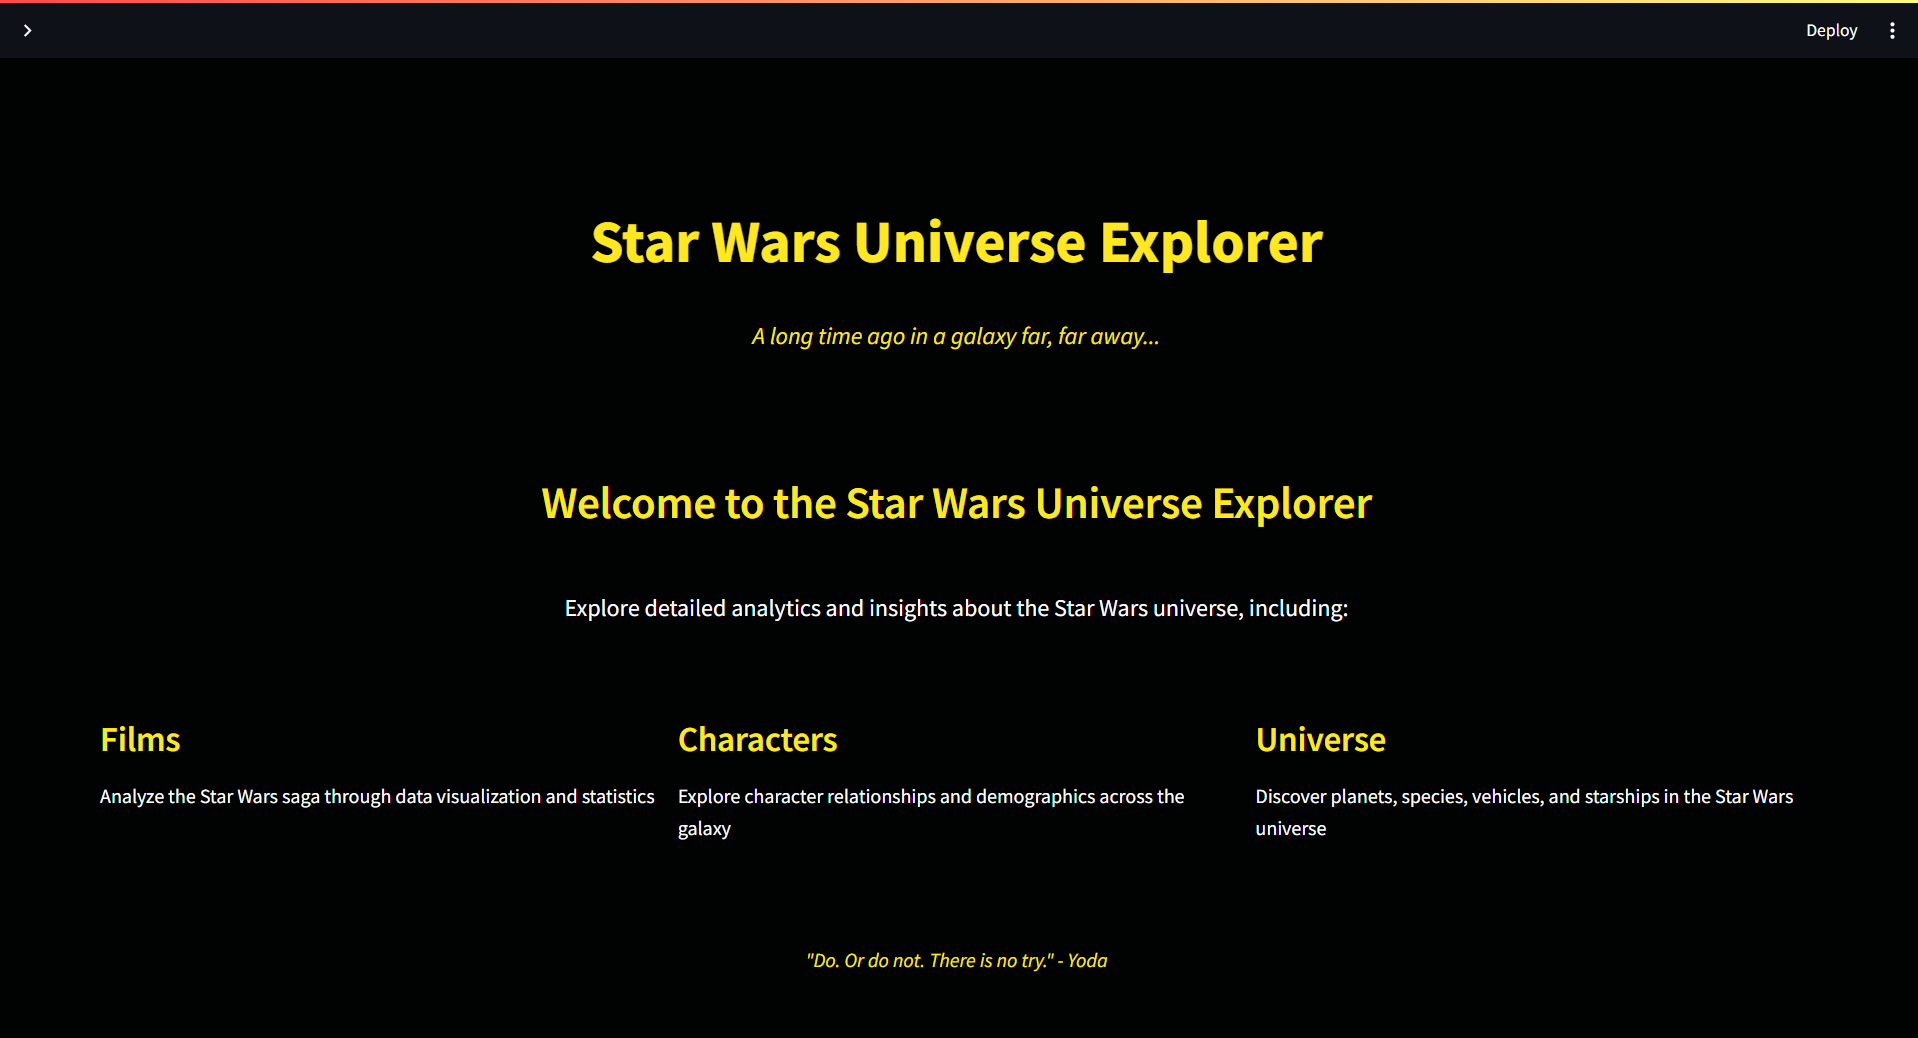 Deploy
Star Wars Universe Explorer
A long time ago in a galaxy far, far away...
Welcome to the Star Wars Universe Explorer
Explore detailed analytics and insights about the Star Wars universe, including:
Films
Analyze the Star Wars saga through data visualization and statistics
Characters
Explore character relationships and demographics across the
galaxy
Universe
Discover planets, species, vehicles, and starships in the Star Wars
universe
"Do. Or do not. There is no try." - Yoda